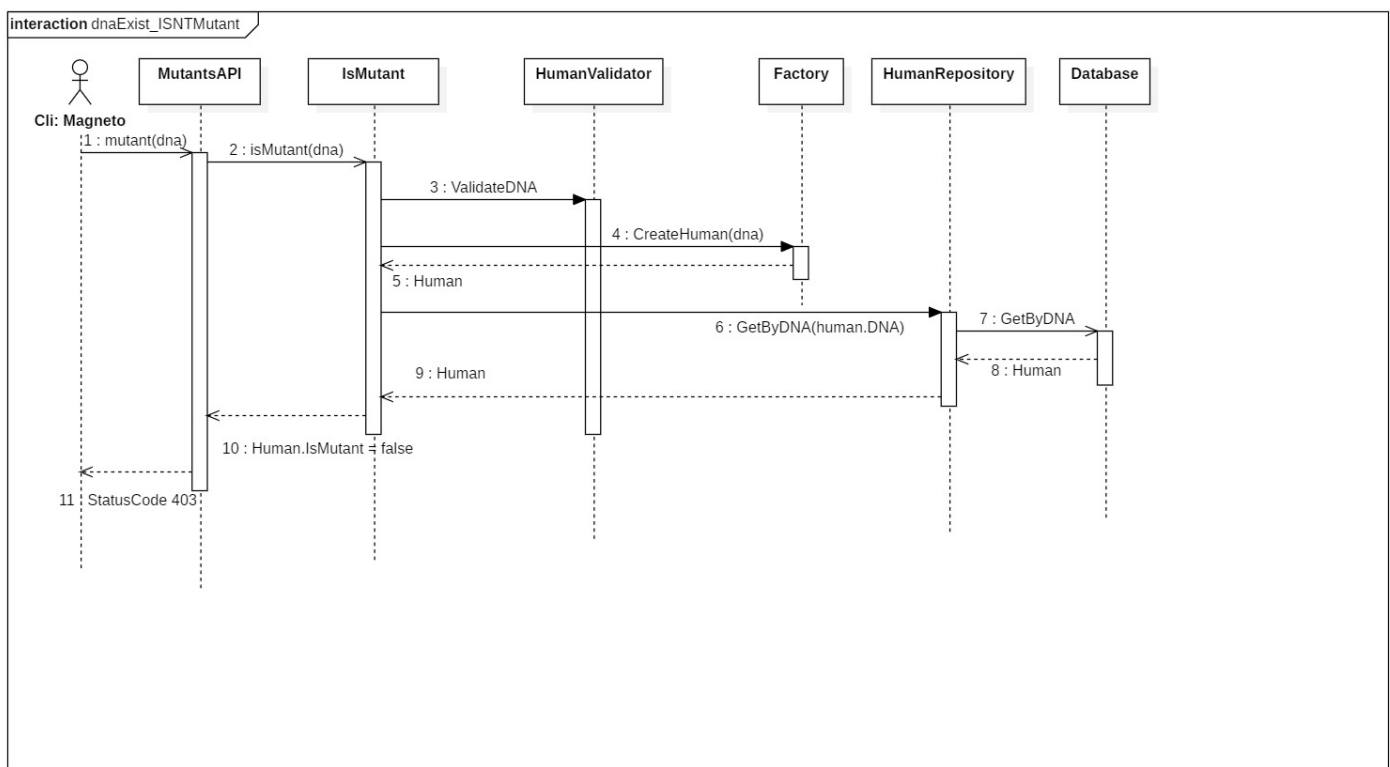 interaction dnaExist_ISNTMutant
MutantsAPI
IsMutant
HumanValidator
Factory
HumanRepository
Database
Cli: Magneto
1 : mutant(dna)
2 : isMutant(dna)
3 : ValidateDNA
4 : CreateHuman(dna)
5 : Human
6 : GetByDNA(human.DNA)
7 : GetByDNA
8 : Human
9 : Human
10 : Human.IsMutant = false
11 : StatusCode 403